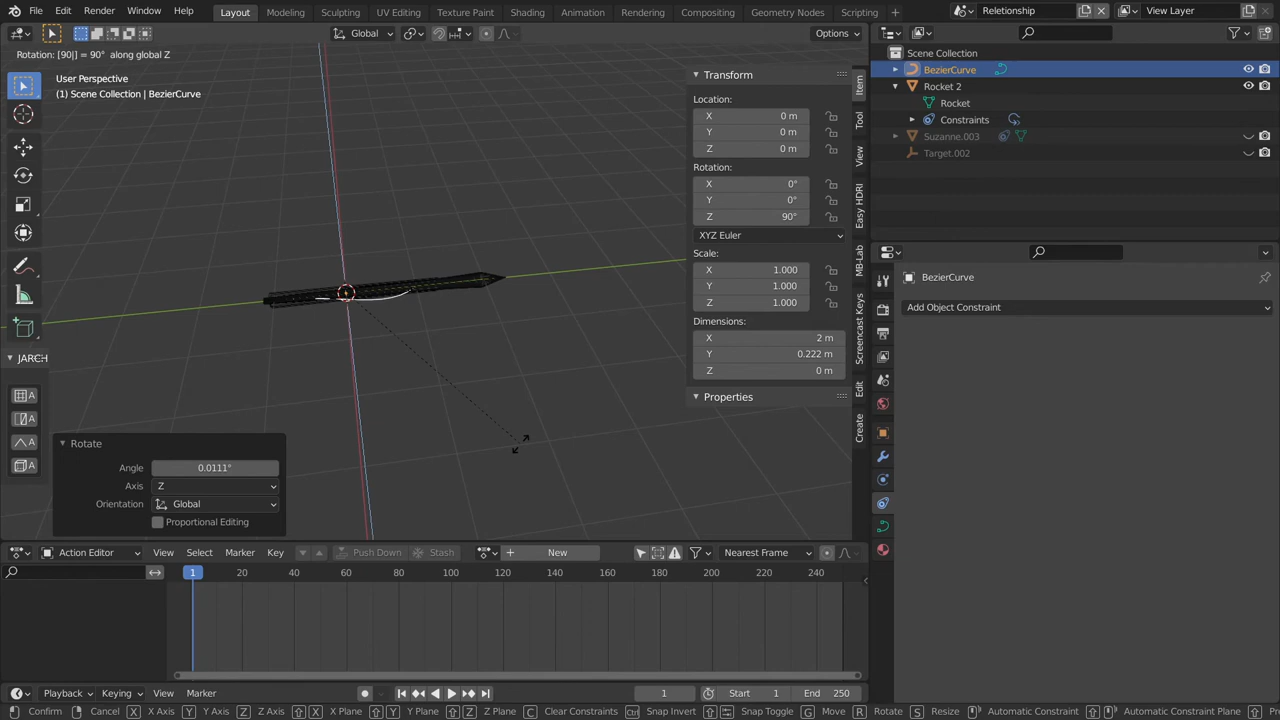 File Edit Render Window Help Layout Modeling Sculpting UV Editing Texture Paint Shading Animation Rendering Compositing Geometry Nodes Scripting + Relationship View Layer
Global Options
Rotation: [90|] = 90° along global Z
User Perspective
(1) Scene Collection | BezierCurve
JARCH
A
A
A
A
Rotate
Angle 0.0111°
Axis Z
Orientation Global
Proportional Editing
Transform
Location:
X 0 m
Y 0 m
Z 0 m
Rotation:
X 0°
Y 0°
Z 90°
XYZ Euler
Scale:
X 1.000
Y 1.000
Z 1.000
Dimensions:
X 2 m
Y 0.222 m
Z 0 m
Properties
Item
Tool
View
Easy HDRI
MB-Lab
Screencast Keys
Edit
Create
Scene Collection
BezierCurve
Rocket 2
Rocket
Constraints
Suzanne.003
Target.002
BezierCurve
Add Object Constraint
Action Editor View Select Marker Key Push Down Stash + New Nearest Frame
1 20 40 60 80 100 120 140 160 180 200 220 240
Playback Keying View Marker 1 Start 1 End 250
Confirm Cancel X X Axis Y Y Axis Z Z Axis X X Plane Y Y Plane Z Z Plane C Clear Constraints Ctrl Snap Invert Snap Toggle G Move R Rotate S Resize Automatic Constraint Automatic Constraint Plane